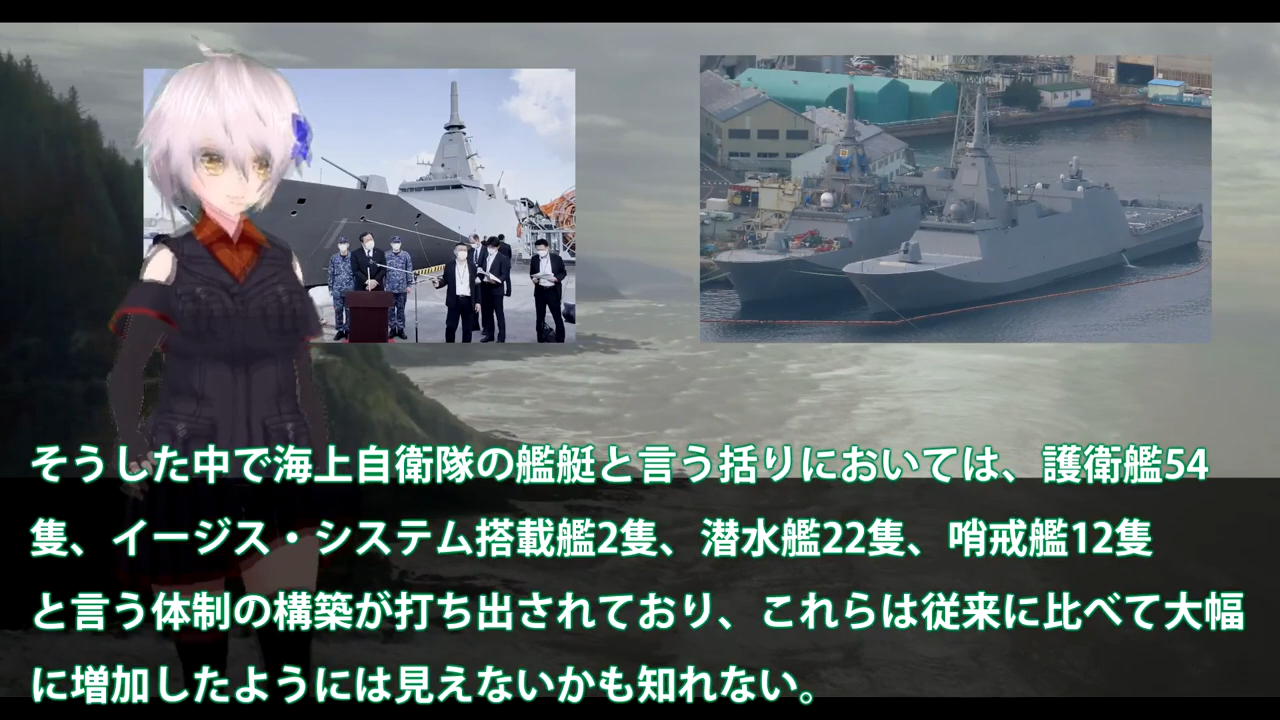 そうした中で海上自衛隊の艦艇と言う括りにおいては、護衛艦54
隻、イージス・システム搭載艦2隻、潜水艦22隻、哨戒艦12隻
と言う体制の構築が打ち出されており、これらは従来に比べて大幅
に増加したようには見えないかも知れない。